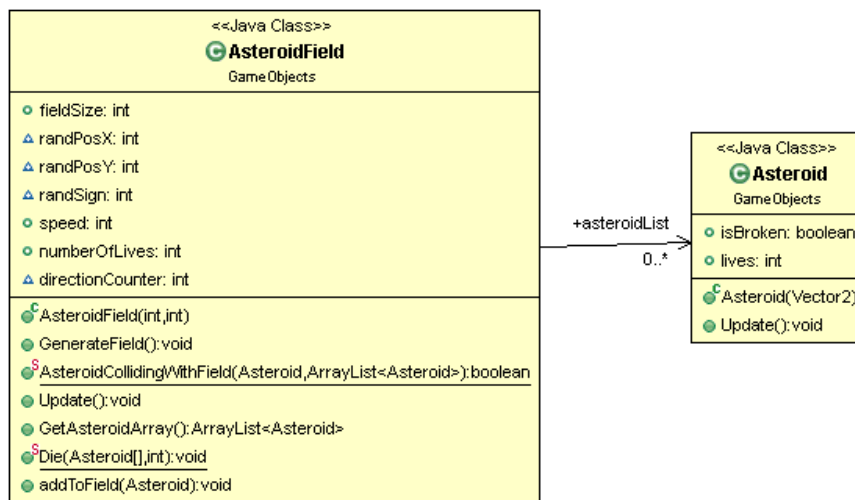 <<Java Class>>
AsteroidField
GameObjects
fieldSize: int
randPosX: int
randPosY: int
randSign: int
speed: int
numberOfLives: int
directionCounter: int
AsteroidField(int,int)
GenerateField():void
AsteroidCollidingWithField(Asteroid,ArrayList<Asteroid>):boolean
Update():void
GetAsteroidArray():ArrayList<Asteroid>
Die(Asteroid[],int):void
addToField(Asteroid):void
+asteroidList
0..*
<<Java Class>>
Asteroid
GameObjects
isBroken: boolean
lives: int
Asteroid(Vector2)
Update():void